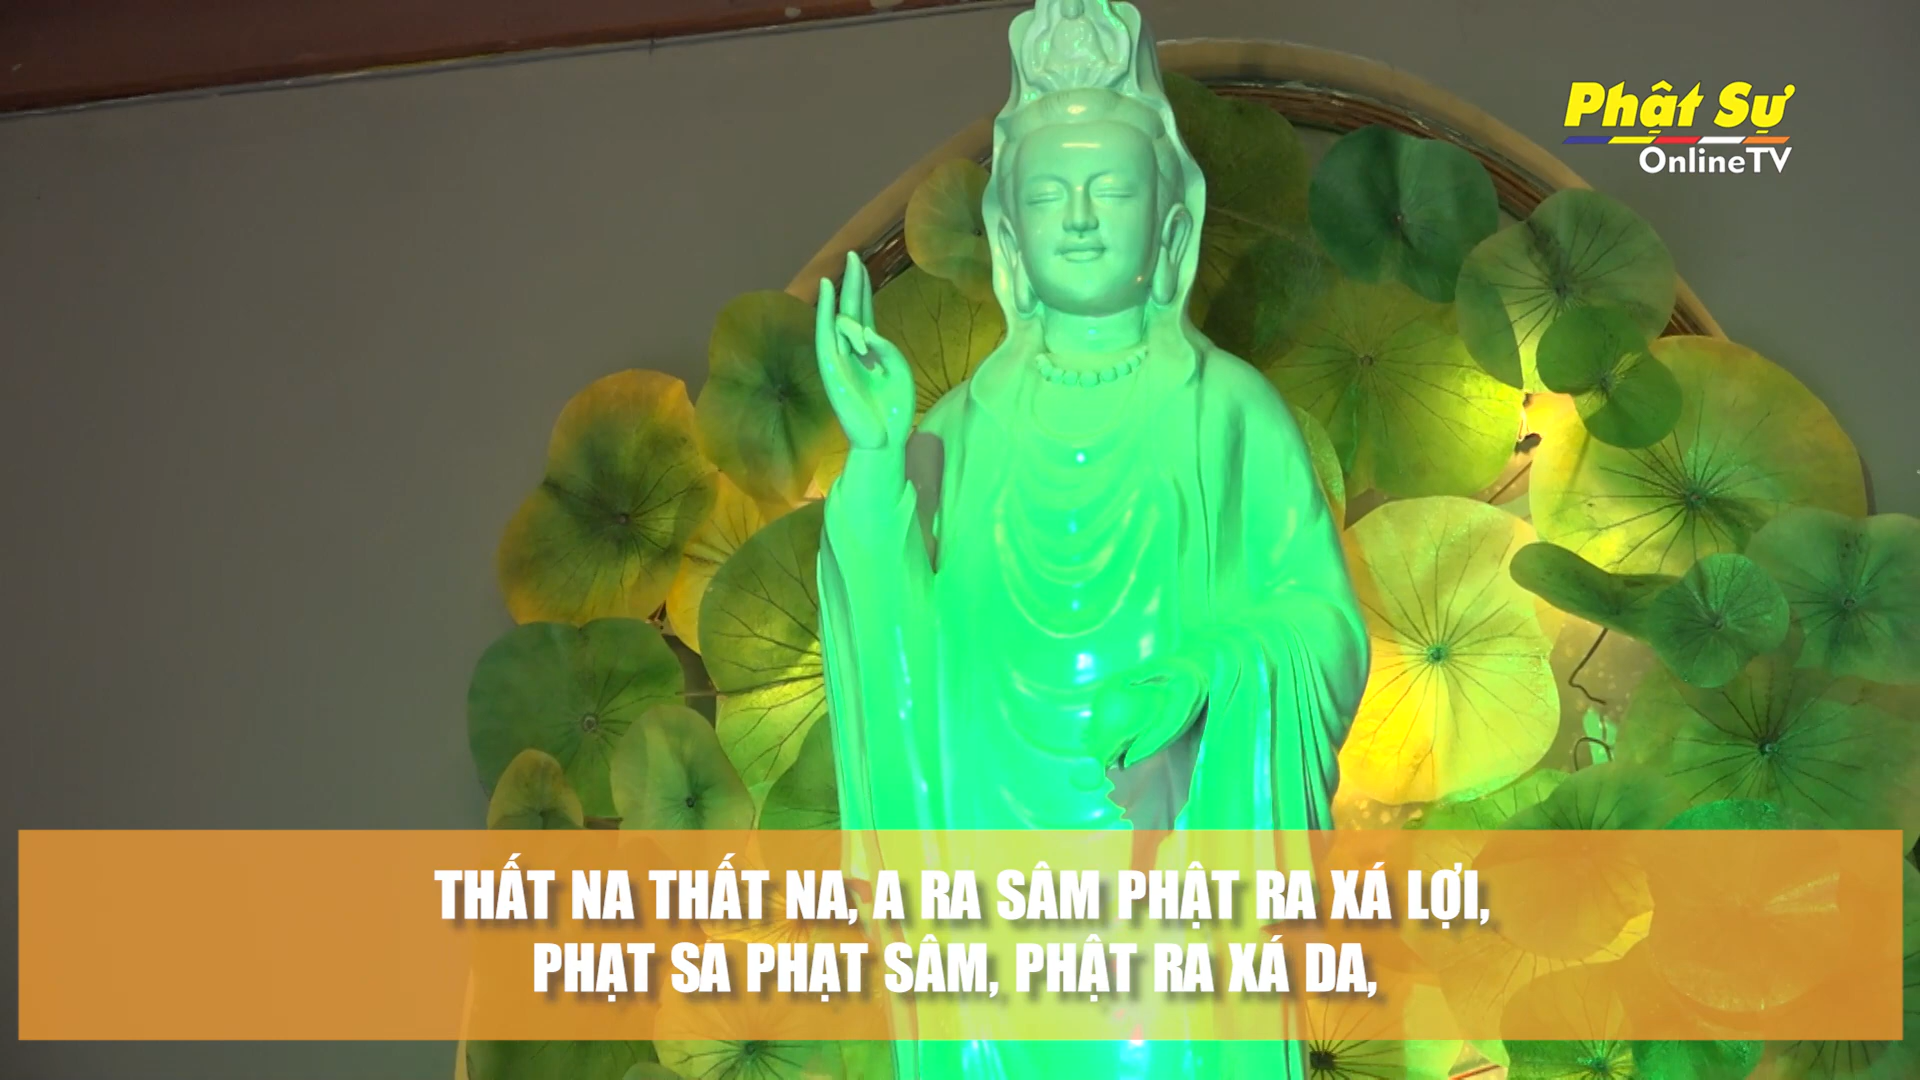 Phật Sự
OnlineTV
THẤT NA THẤT NA, A RA SÂM PHẬT RA XÁ LỢI,
PHẠT SA PHẠT SÂM, PHẬT RA XÁ DA,